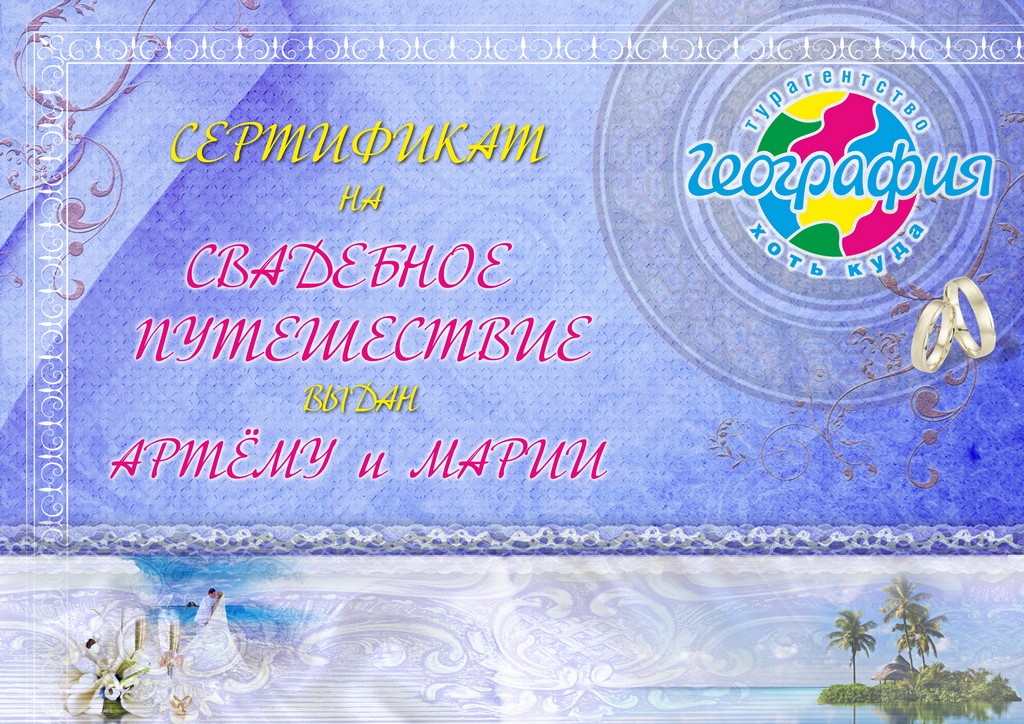 СЕРТИФИКАТ
НА
СВАДЕБНОЕ
ПУТЕШЕСТВИЕ
ВЫДАН
АРТЁМУ и МАРИИ
турагентство
География
хоть куда